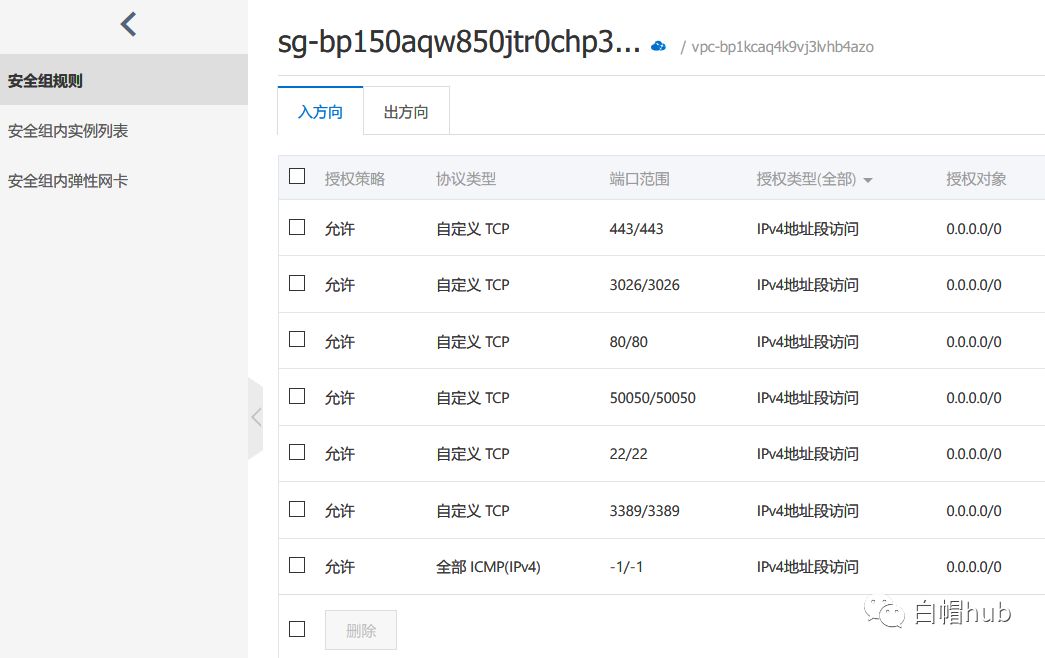 sg-bp150aqw850jtr0chp3... / vpc-bp1kcaq4k9vj3lvhb4azo
安全组规则
安全组内实例列表
安全组内弹性网卡
入方向 出方向
授权策略 协议类型 端口范围 授权类型(全部) 授权对象
允许 自定义 TCP 443/443 IPv4地址段访问 0.0.0.0/0
允许 自定义 TCP 3026/3026 IPv4地址段访问 0.0.0.0/0
允许 自定义 TCP 80/80 IPv4地址段访问 0.0.0.0/0
允许 自定义 TCP 50050/50050 IPv4地址段访问 0.0.0.0/0
允许 自定义 TCP 22/22 IPv4地址段访问 0.0.0.0/0
允许 自定义 TCP 3389/3389 IPv4地址段访问 0.0.0.0/0
允许 全部 ICMP(IPv4) -1/-1 IPv4地址段访问 0.0.0.0/0
删除
白帽hub